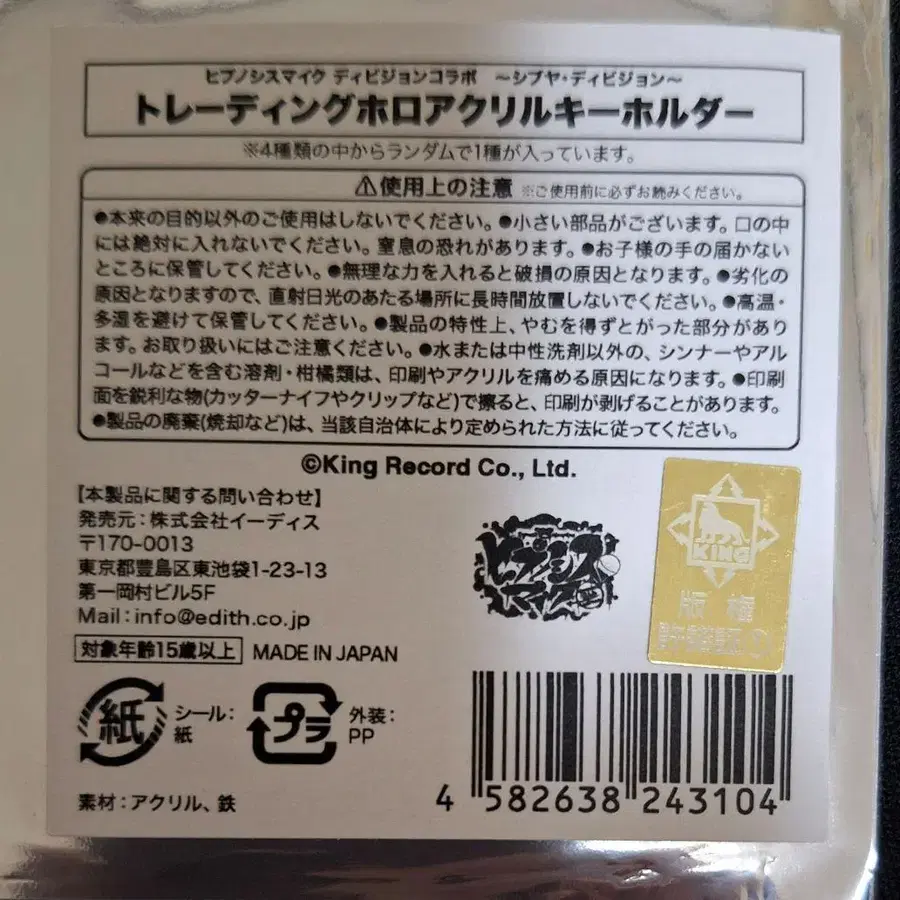 ヒプノシスマイク ディビジョンコラボ 〜シブヤ・ディビジョン〜
トレーディングホロアクリルキーホルダー
※4種類の中からランダムで1種が入っています。
⚠使用上の注意 ※ご使用前に必ずお読みください。
●本来の目的以外のご使用はしないでください。●小さい部品がございます。口の中
には絶対に入れないでください。窒息の恐れがあります。●お子様の手の届かない
ところに保管してください。●無理な力を入れると破損の原因となります。●劣化の
原因となりますので、直射日光のあたる場所に長時間放置しないでください。●高温・
多湿を避けて保管してください。●製品の特性上、やむを得ずとがった部分があり
ます。お取り扱いにはご注意ください。●水または中性洗剤以外の、シンナーやアル
コールなどを含む溶剤・柑橘類は、印刷やアクリルを痛める原因になります。●印刷
面を鋭利な物(カッターナイフやクリップなど)で擦ると、印刷が剥げることがあります。
●製品の廃棄(焼却など)は、当該自治体により定められた方法に従ってください。
©King Record Co., Ltd.
【本製品に関する問い合わせ】
発売元：株式会社イーディス
〒170-0013
東京都豊島区東池袋1-23-13
第一岡村ビル5F
Mail：info@edith.co.jp
対象年齢15歳以上 MADE IN JAPAN
ヒプノシス
マイク
KING
版権
紙 シール：
紙
プラ 外装：
PP
素材：アクリル、鉄
4 582638 243104